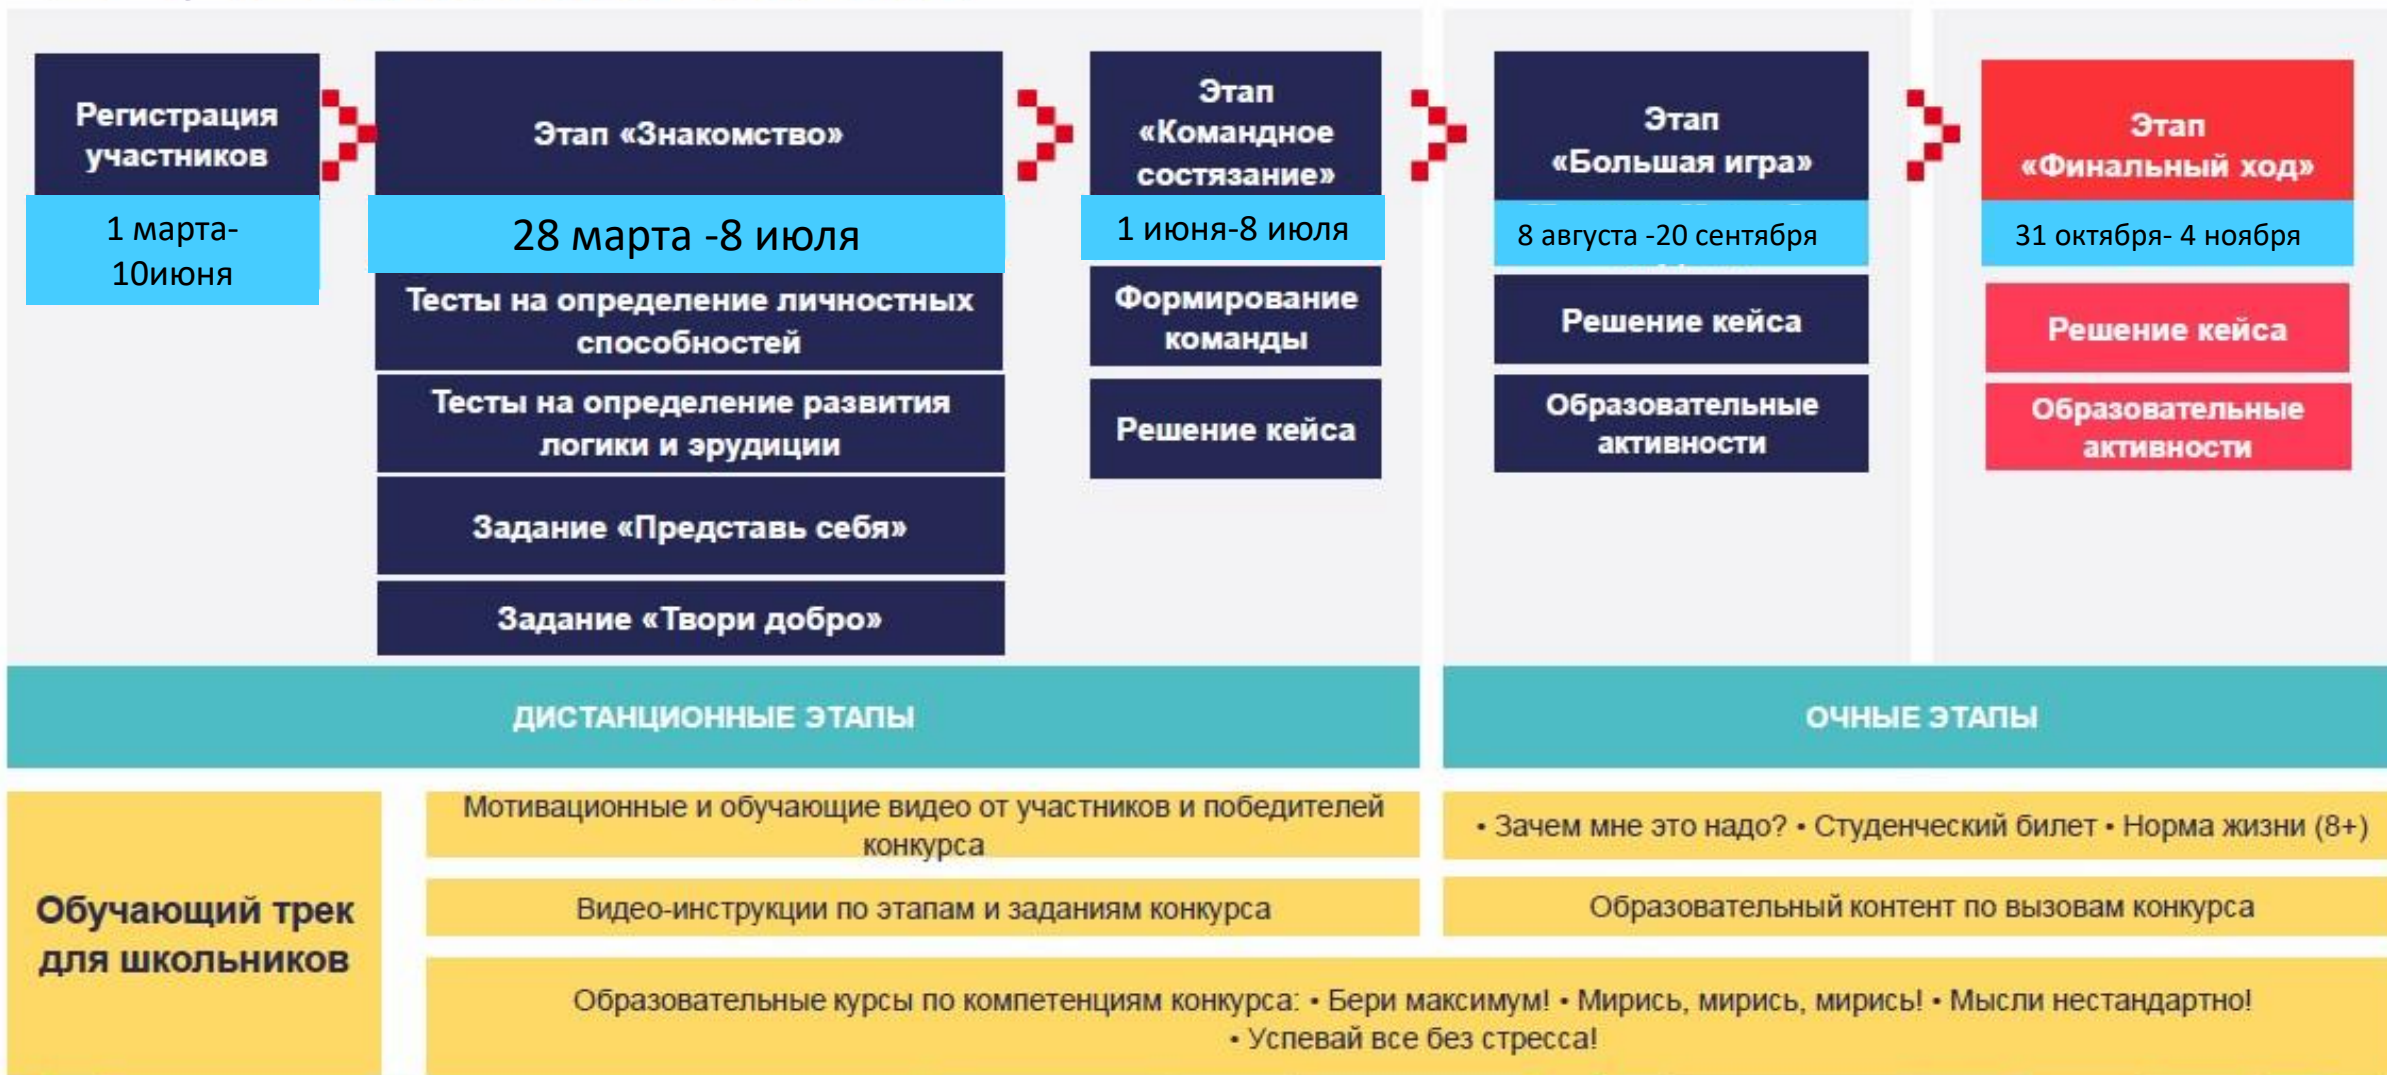 Регистрация
участников
1 марта-
10июня
Этап «Знакомство»
28 марта -8 июля
Тесты на определение личностных
способностей
Тесты на определение развития
логики и эрудиции
Задание «Представь себя»
Задание «Твори добро»
Этап
«Командное
состязание»
1 июня-8 июля
Формирование
команды
Решение кейса
Этап
«Большая игра»
8 августа -20 сентября
Решение кейса
Образовательные
активности
Этап
«Финальный ход»
31 октября- 4 ноября
Решение кейса
Образовательные
активности
ДИСТАНЦИОННЫЕ ЭТАПЫ
ОЧНЫЕ ЭТАПЫ
Обучающий трек
для школьников
Мотивационные и обучающие видео от участников и победителей
конкурса
• Зачем мне это надо? • Студенческий билет • Норма жизни (8+)
Видео-инструкции по этапам и заданиям конкурса
Образовательный контент по вызовам конкурса
Образовательные курсы по компетенциям конкурса: • Бери максимум! • Мирись, мирись, мирись! • Мысли нестандартно!
• Успевай все без стресса!